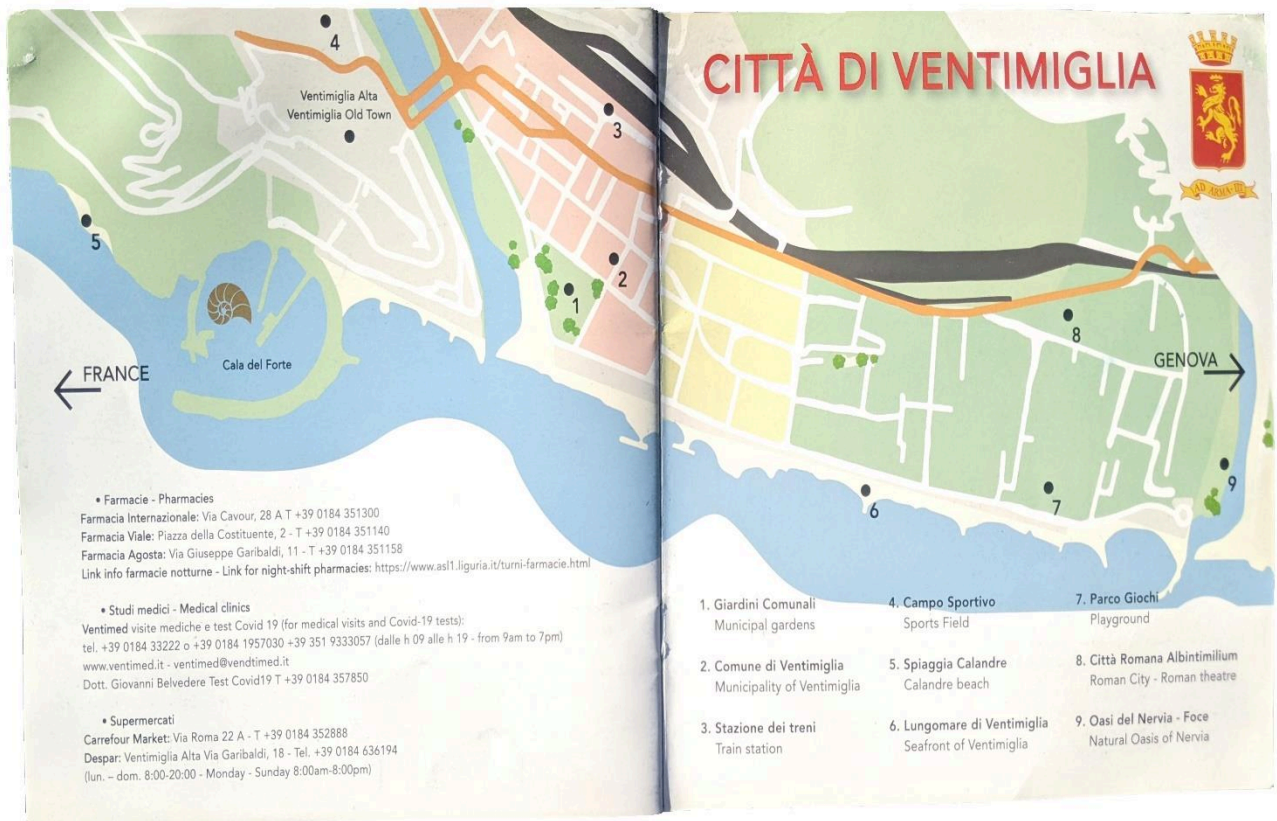 4
Ventimiglia Alta
Ventimiglia Old Town
3
5
2
1
Cala del Forte
FRANCE
• Farmacie - Pharmacies
Farmacia Internazionale: Via Cavour, 28 A T +39 0184 351300
Farmacia Viale: Piazza della Costituente, 2 - T +39 0184 351140
Farmacia Agosta: Via Giuseppe Garibaldi, 11 - T +39 0184 351158
Link info farmacie notturne - Link for night-shift pharmacies: https://www.asl1.liguria.it/turni-farmacie.html
• Studi medici - Medical clinics
Ventimed visite mediche e test Covid 19 (for medical visits and Covid-19 tests):
tel. +39 0184 33222 o +39 0184 1957030 +39 351 9333057 (dalle h 09 alle h 19 - from 9am to 7pm)
www.ventimed.it - ventimed@vendtimed.it
Dott. Giovanni Belvedere Test Covid19 T +39 0184 357850
• Supermercati
Carrefour Market: Via Roma 22 A - T +39 0184 352888
Despar: Ventimiglia Alta Via Garibaldi, 18 - Tel. +39 0184 636194
(lun. – dom. 8:00-20:00 - Monday - Sunday 8:00am-8:00pm)
CITTÀ DI VENTIMIGLIA
AD ARMA·III
8
GENOVA
9
6
7
1. Giardini Comunali
Municipal gardens
2. Comune di Ventimiglia
Municipality of Ventimiglia
3. Stazione dei treni
Train station
4. Campo Sportivo
Sports Field
5. Spiaggia Calandre
Calandre beach
6. Lungomare di Ventimiglia
Seafront of Ventimiglia
7. Parco Giochi
Playground
8. Città Romana Albintimilium
Roman City - Roman theatre
9. Oasi del Nervia - Foce
Natural Oasis of Nervia